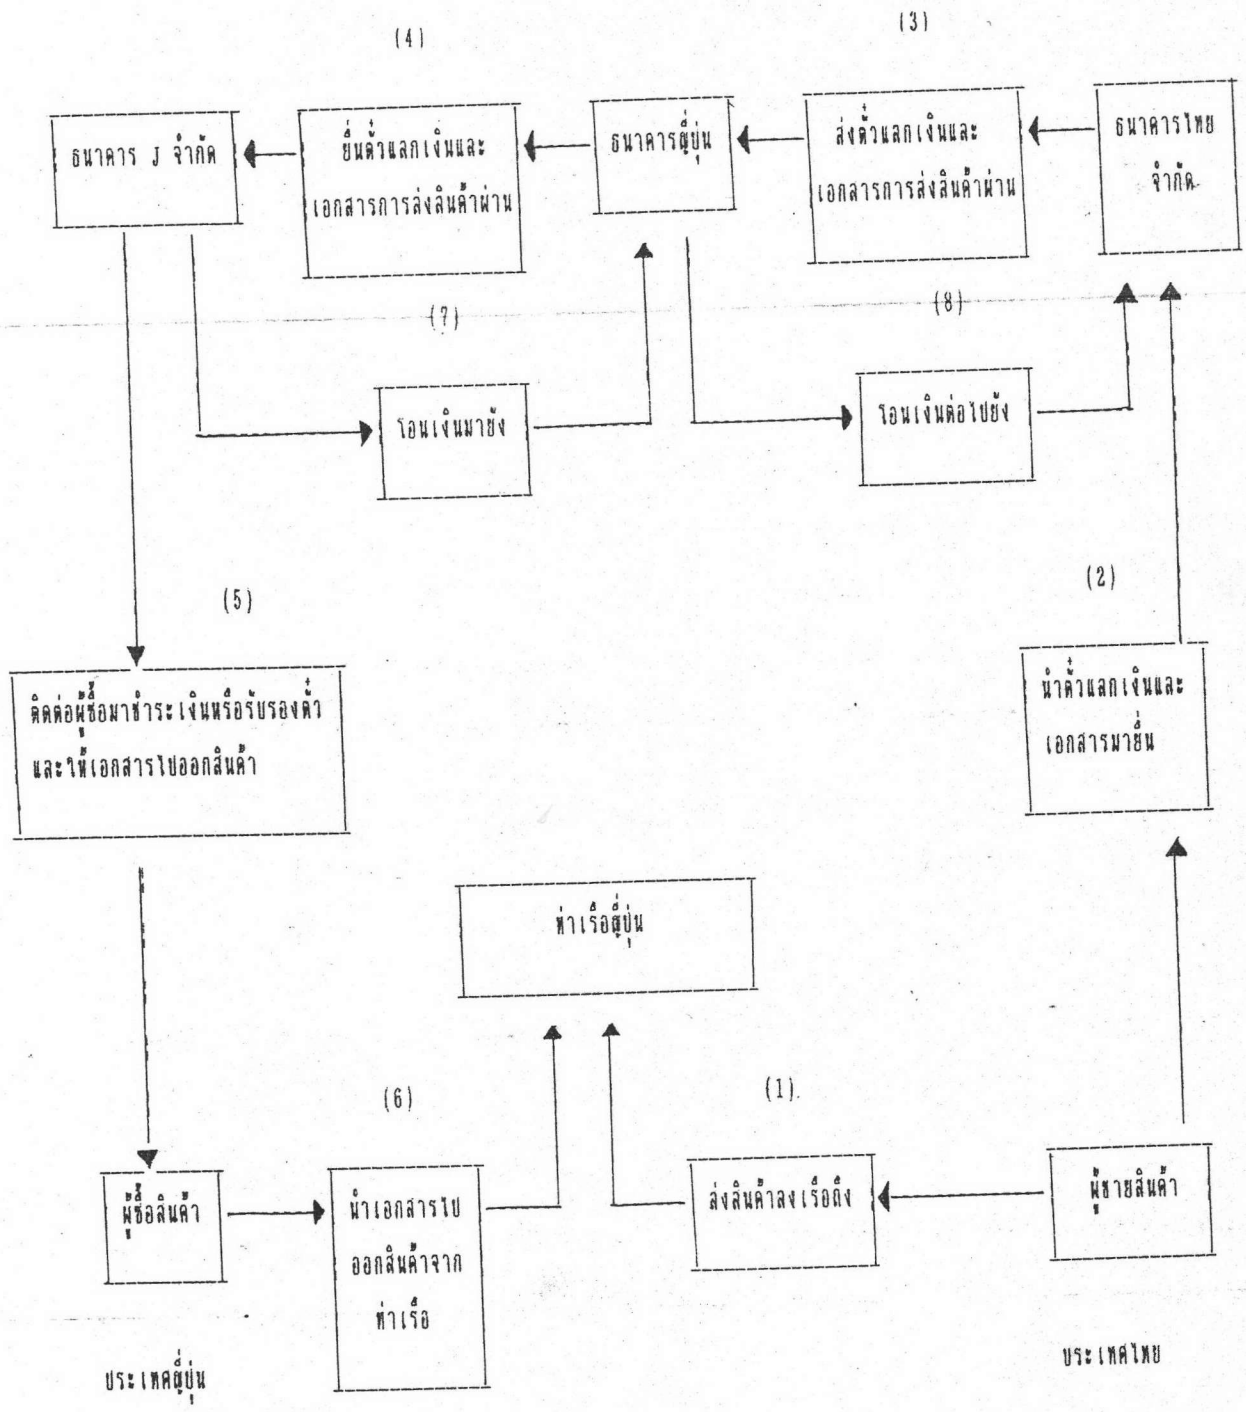 (4)
(3)
ธนาคาร J จำกัด
ยื่นตั๋วแลกเงินและ
เอกสารการส่งสินค้าผ่าน
ธนาคารญี่ปุ่น
ส่งตั๋วแลกเงินและ
เอกสารการส่งสินค้าผ่าน
ธนาคารไทย
จำกัด
(7)
(8)
โอนเงินมายัง
โอนเงินต่อไปยัง
(5)
(2)
ติดต่อผู้ซื้อมาชำระเงินหรือรับรองตั๋ว
และให้เอกสารไปออกสินค้า
นำตั๋วแลกเงินและ
เอกสารมายื่น
ท่าเรือญี่ปุ่น
(6)
(1)
ผู้ซื้อสินค้า
นำเอกสารไป
ออกสินค้าจาก
ท่าเรือ
ส่งสินค้าลงเรือถึง
ผู้ขายสินค้า
ประเทศญี่ปุ่น
ประเทศไทย